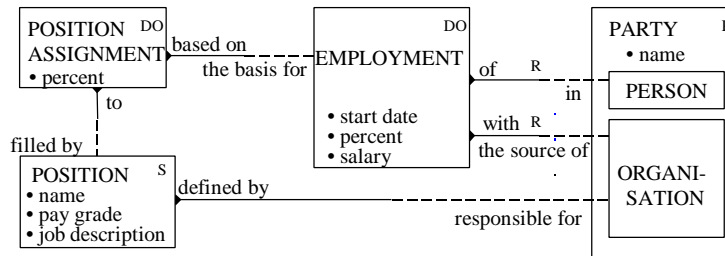 POSITION DO
ASSIGNMENT
• percent
based on
the basis for
DO
EMPLOYMENT
• start date
• percent
• salary
of R
in
with R
the source of
PARTY
• name
PERSON
ORGANI-
SATION
to
filled by
POSITION S
• name
• pay grade
• job description
defined by
responsible for